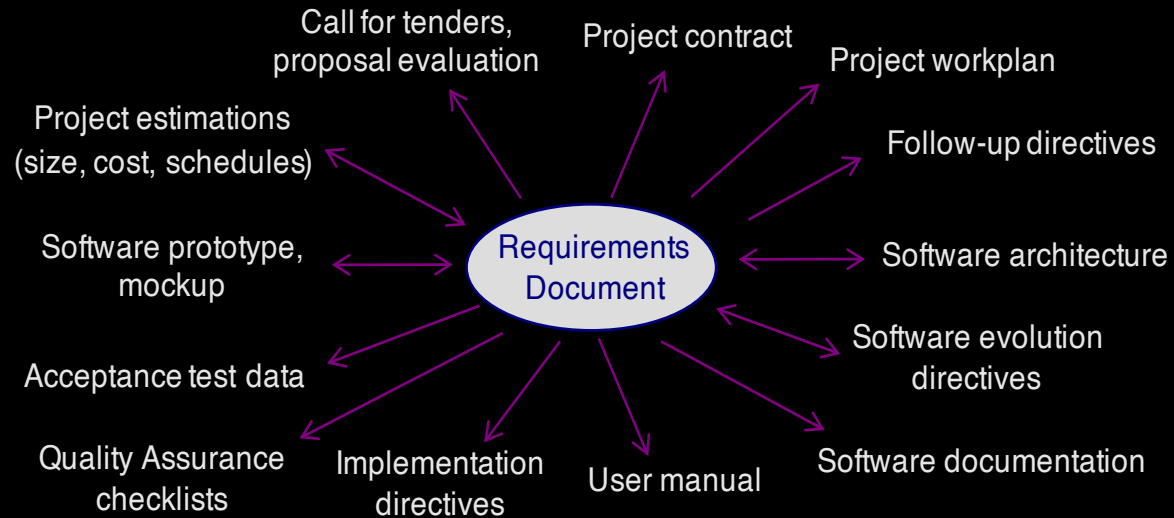 Call for tenders,
proposal evaluation
Project contract
Project workplan
Project estimations
(size, cost, schedules)
Follow-up directives
Requirements
Document
Software prototype,
mockup
Software architecture
Software evolution
directives
Acceptance test data
Quality Assurance
checklists
Implementation
directives
User manual
Software documentation